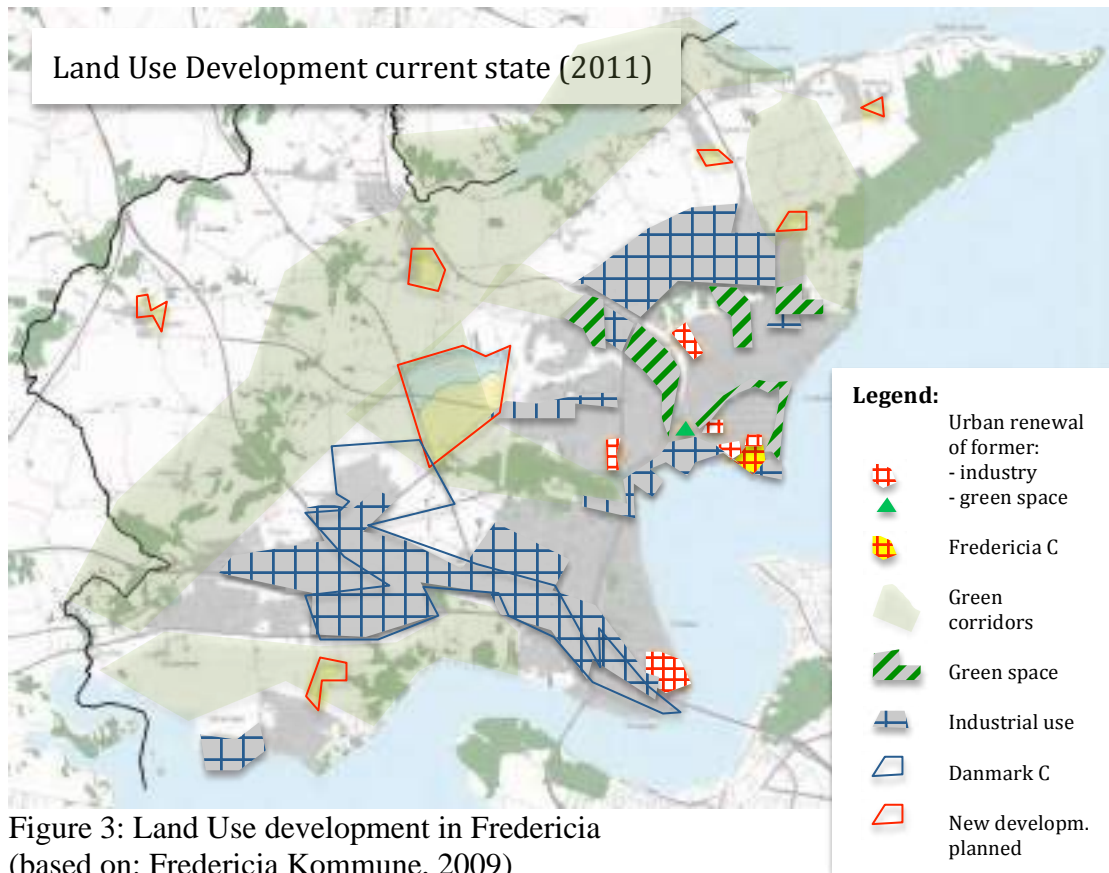 Land Use Development current state (2011)
Legend:
Urban renewal
of former:
- industry
- green space
Fredericia C
Green
corridors
Green space
Industrial use
Danmark C
New developm.
planned
Figure 3: Land Use development in Fredericia
(based on: Fredericia Kommune, 2009)